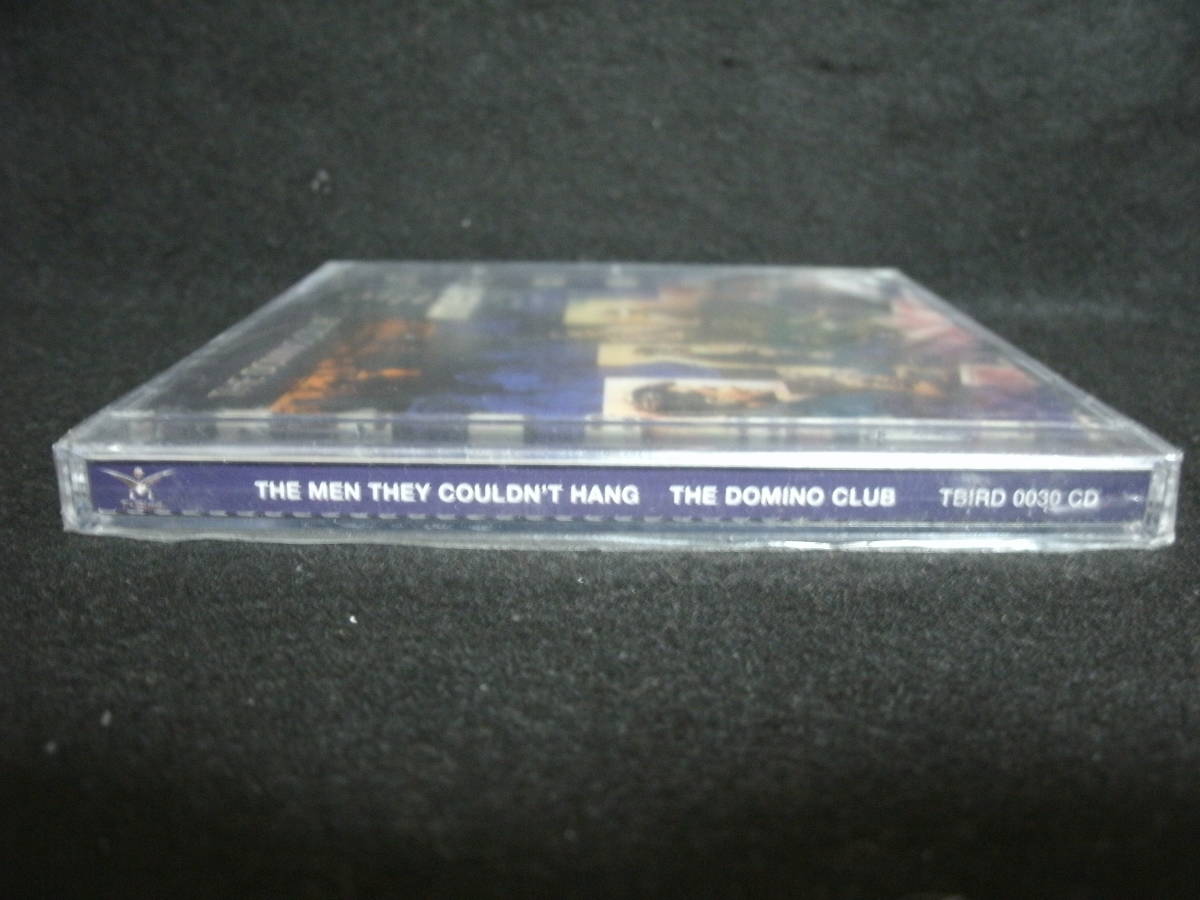 THE MEN THEY COULDN'T HANG THE DOMINO CLUB TBIRD 0030 CD